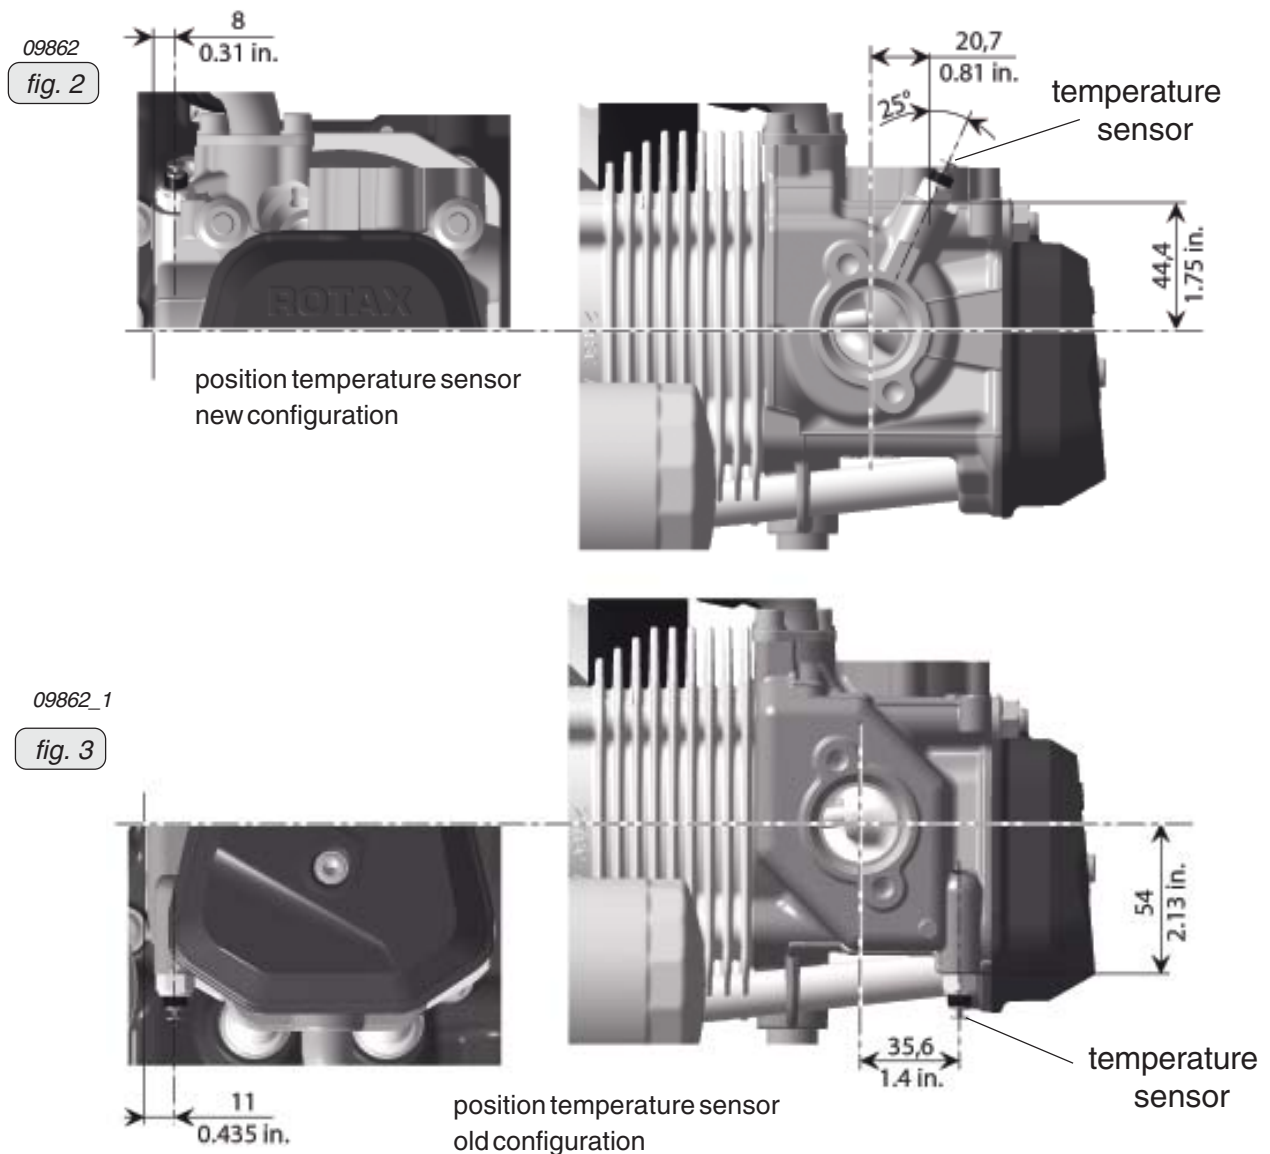 8
0.31 in.
09862
fig. 2
20,7
0.81 in.
25°
temperature
sensor
44,4
1.75 in.
ROTAX
position temperature sensor
new configuration
09862_1
fig. 3
54
2.13 in.
35,6
1.4 in.
temperature
sensor
11
0.435 in.
position temperature sensor
old configuration